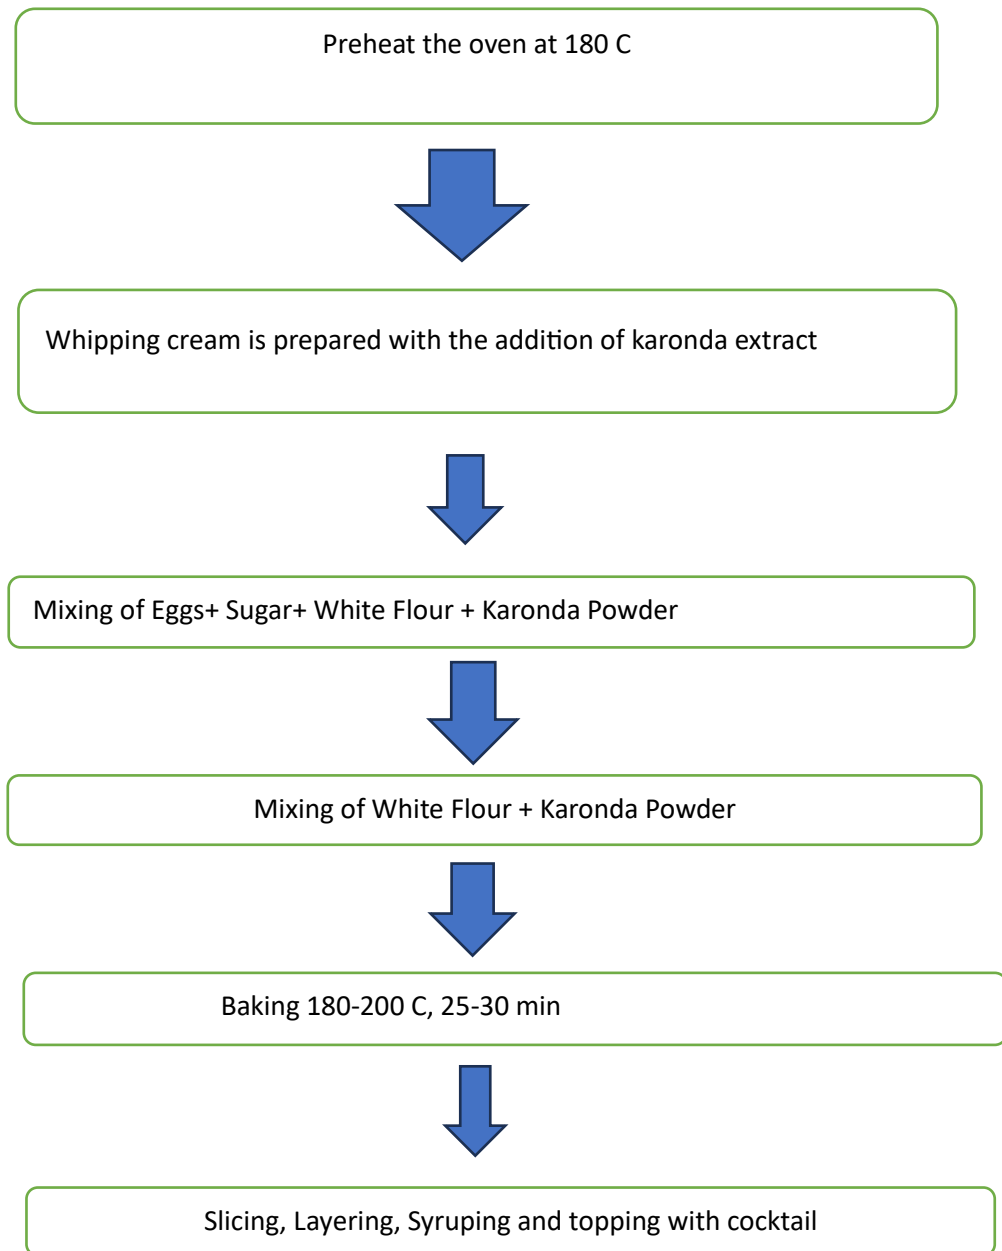 Preheat the oven at 180 C
Whipping cream is prepared with the addition of karonda extract
Mixing of Eggs+ Sugar+ White Flour + Karonda Powder
Mixing of White Flour + Karonda Powder
Baking 180-200 C, 25-30 min
Slicing, Layering, Syruping and topping with cocktail